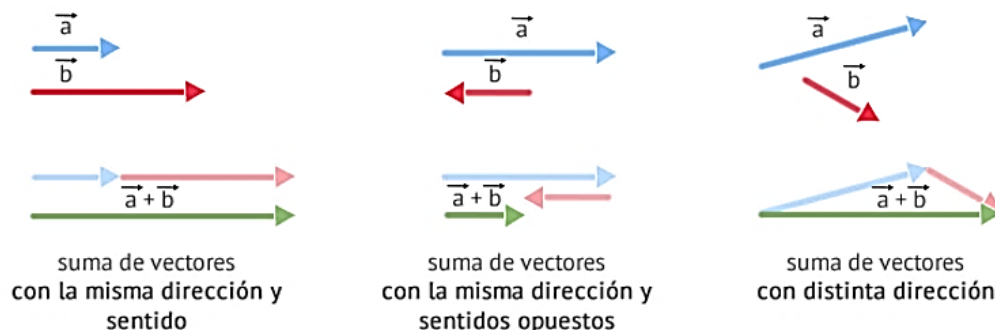 a
b
a + b
suma de vectores
con la misma dirección y
sentido
a
b
a + b
suma de vectores
con la misma dirección y
sentidos opuestos
a
b
a + b
suma de vectores
con distinta dirección